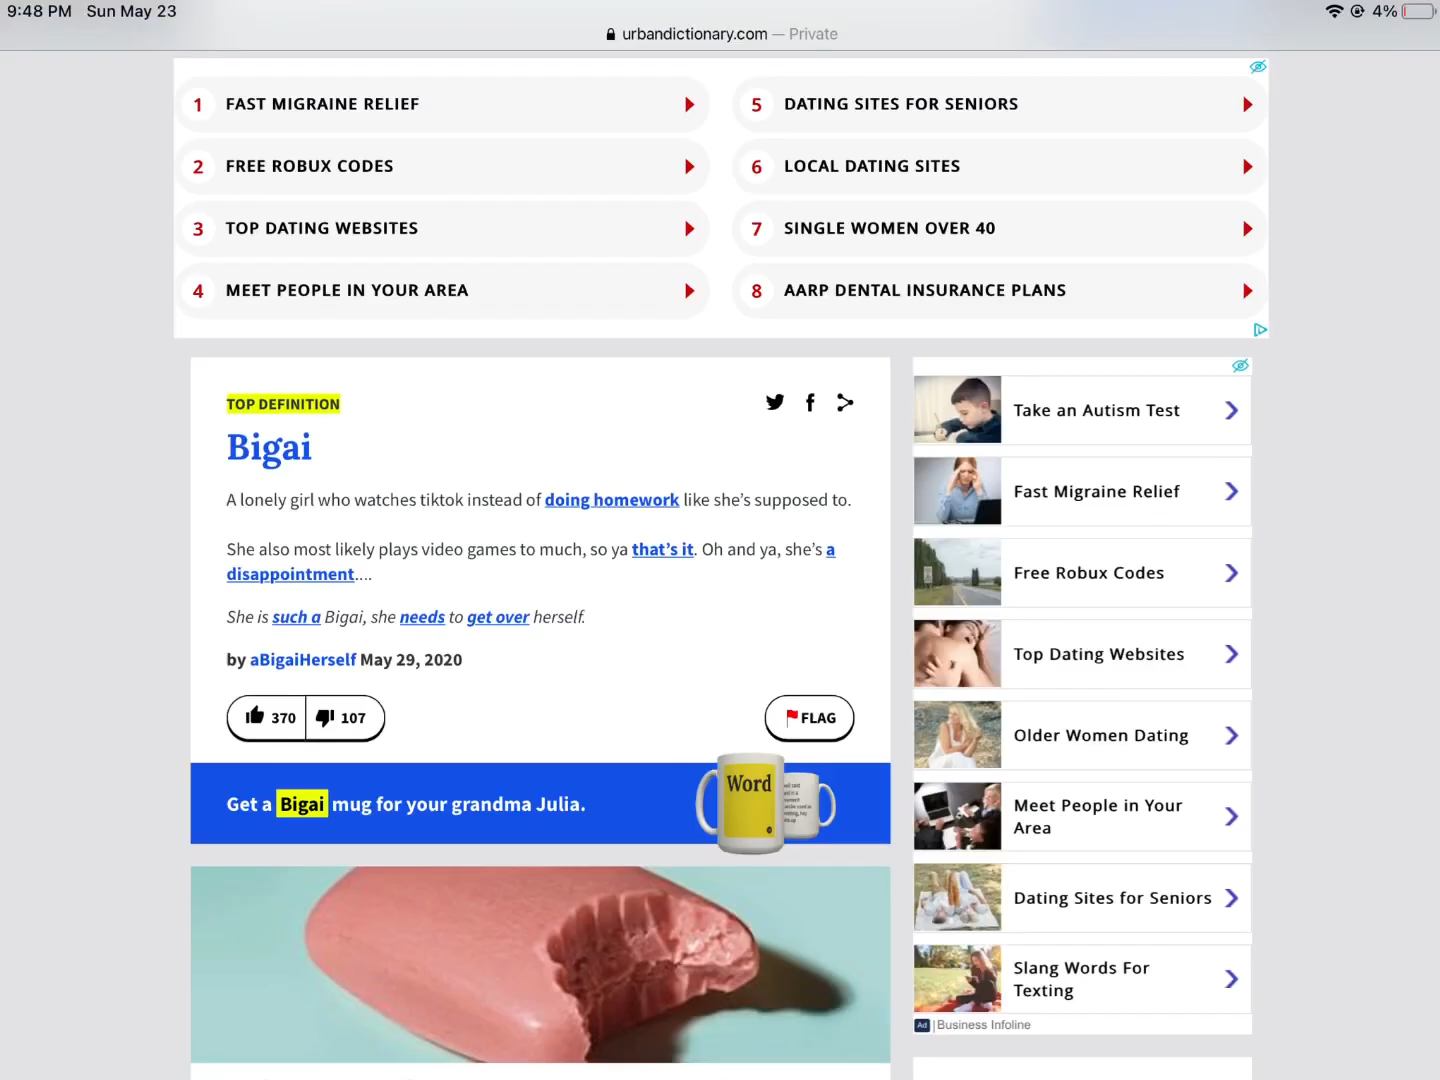 9:48 PM Sun May 23
4%
urbandictionary.com — Private
1 FAST MIGRAINE RELIEF
2 FREE ROBUX CODES
3 TOP DATING WEBSITES
4 MEET PEOPLE IN YOUR AREA
5 DATING SITES FOR SENIORS
6 LOCAL DATING SITES
7 SINGLE WOMEN OVER 40
8 AARP DENTAL INSURANCE PLANS
TOP DEFINITION
Bigai
A lonely girl who watches tiktok instead of doing homework like she's supposed to.
She also most likely plays video games to much, so ya that's it. Oh and ya, she's a
disappointment....
She is such a Bigai, she needs to get over herself.
by aBigaiHerself May 29, 2020
370 107
FLAG
Get a Bigai mug for your grandma Julia.
Word
Take an Autism Test
Fast Migraine Relief
Free Robux Codes
Top Dating Websites
Older Women Dating
Meet People in Your
Area
Dating Sites for Seniors
Slang Words For
Texting
Ad | Business Infoline